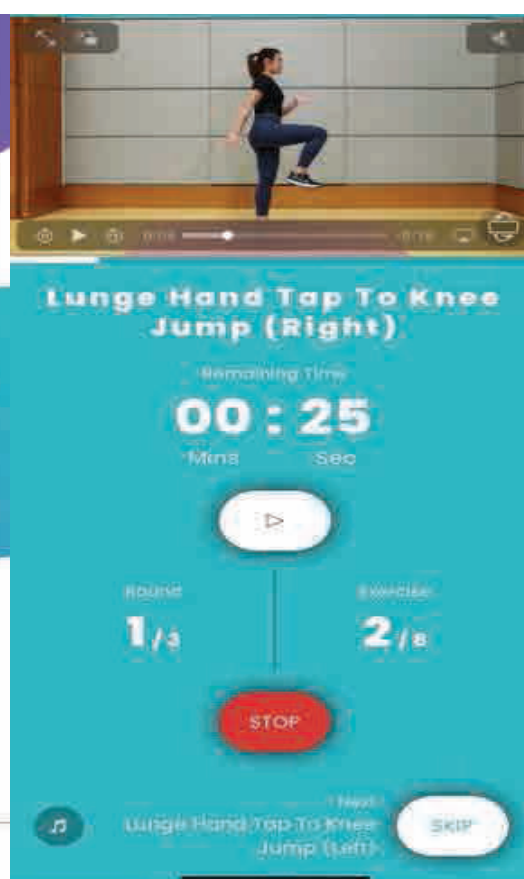 Lunge Hand Tap To Knee
Jump (Right)
Remaining Time
00 : 25
Mins Sec
Round Exercise
1/3 2/8
STOP
Next
Lunge Hand Tap To Knee
Jump (Left)
SKIP